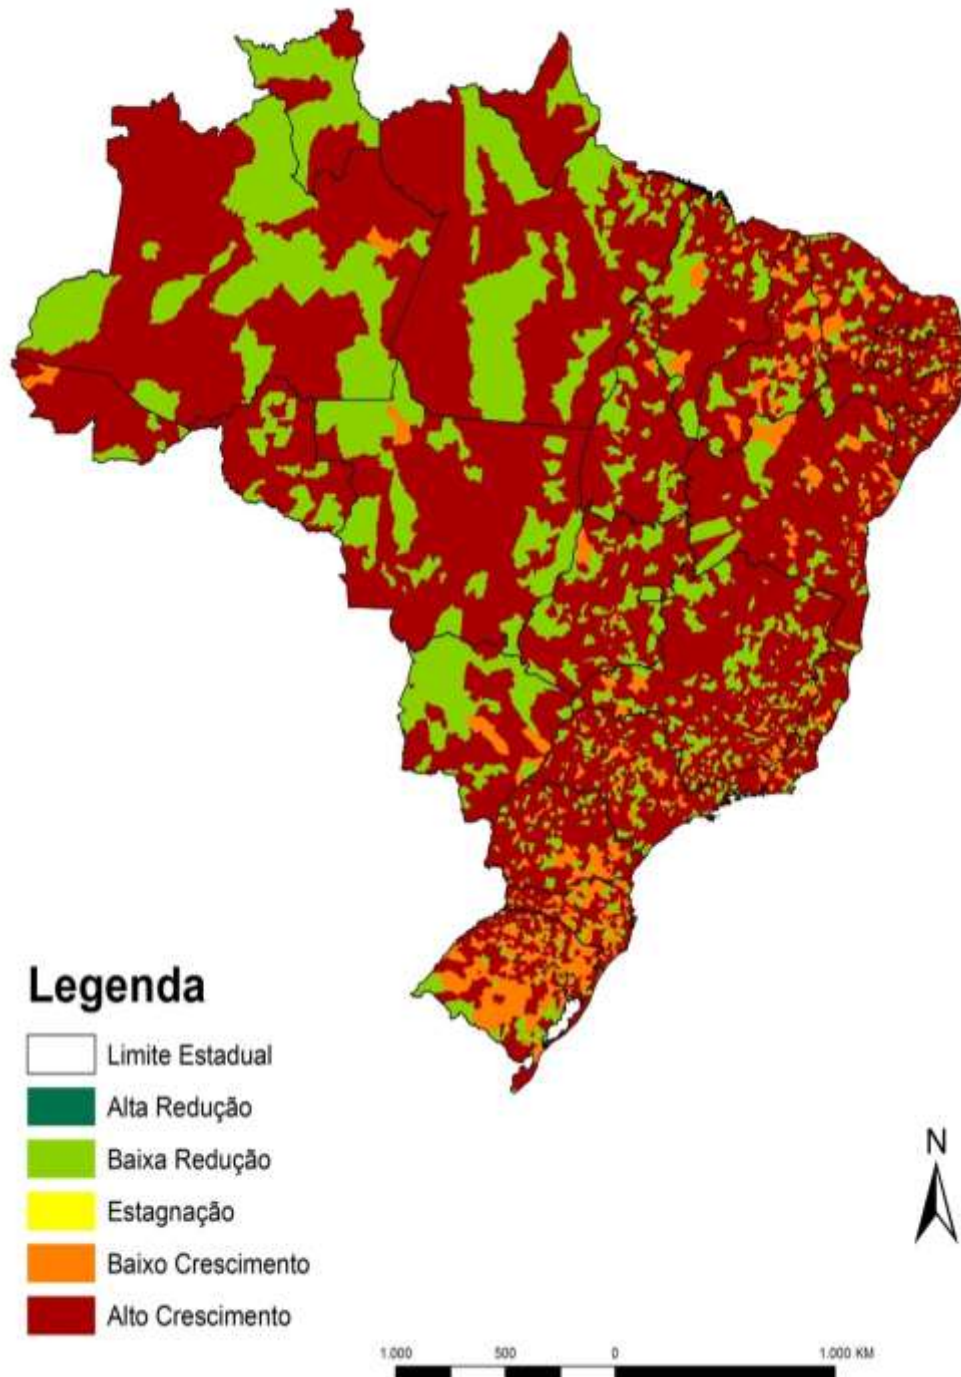 Legenda
Limite Estadual
Alta Redução
Baixa Redução
Estagnação
Baixo Crescimento
Alto Crescimento
N
1.000 500 0 1.000 KM